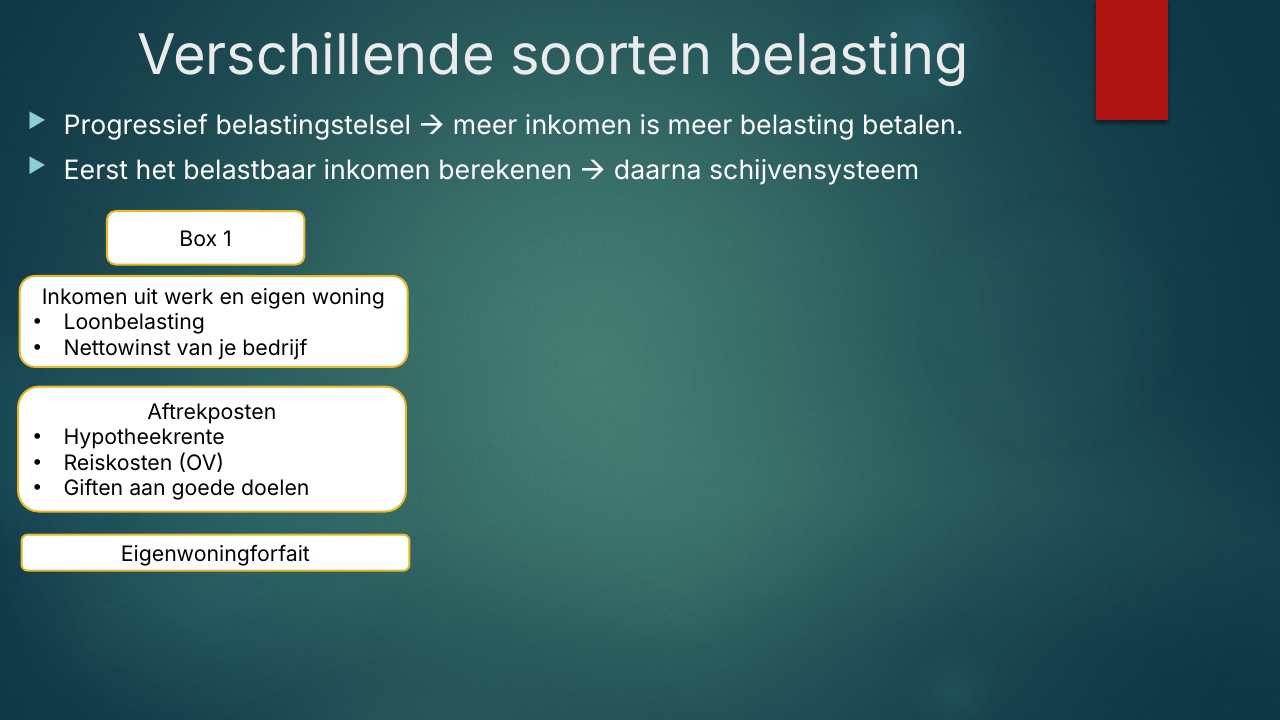 Verschillende soorten belasting
Progressief belastingstelsel → meer inkomen is meer belasting betalen.
Eerst het belastbaar inkomen berekenen → daarna schijvensysteem
Box 1
Inkomen uit werk en eigen woning
• Loonbelasting
• Nettowinst van je bedrijf
Aftrekposten
• Hypotheekrente
• Reiskosten (OV)
• Giften aan goede doelen
Eigenwoningforfait